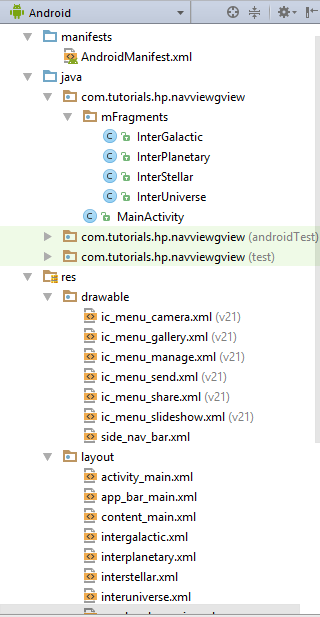 Android
manifests
AndroidManifest.xml
java
com.tutorials.hp.navviewgview
mFragments
C InterGalactic
C InterPlanetary
C InterStellar
C InterUniverse
C MainActivity
com.tutorials.hp.navviewgview (androidTest)
com.tutorials.hp.navviewgview (test)
res
drawable
ic_menu_camera.xml (v21)
ic_menu_gallery.xml (v21)
ic_menu_manage.xml (v21)
ic_menu_send.xml (v21)
ic_menu_share.xml (v21)
ic_menu_slideshow.xml (v21)
side_nav_bar.xml
layout
activity_main.xml
app_bar_main.xml
content_main.xml
intergalactic.xml
interplanetary.xml
interstellar.xml
interuniverse.xml